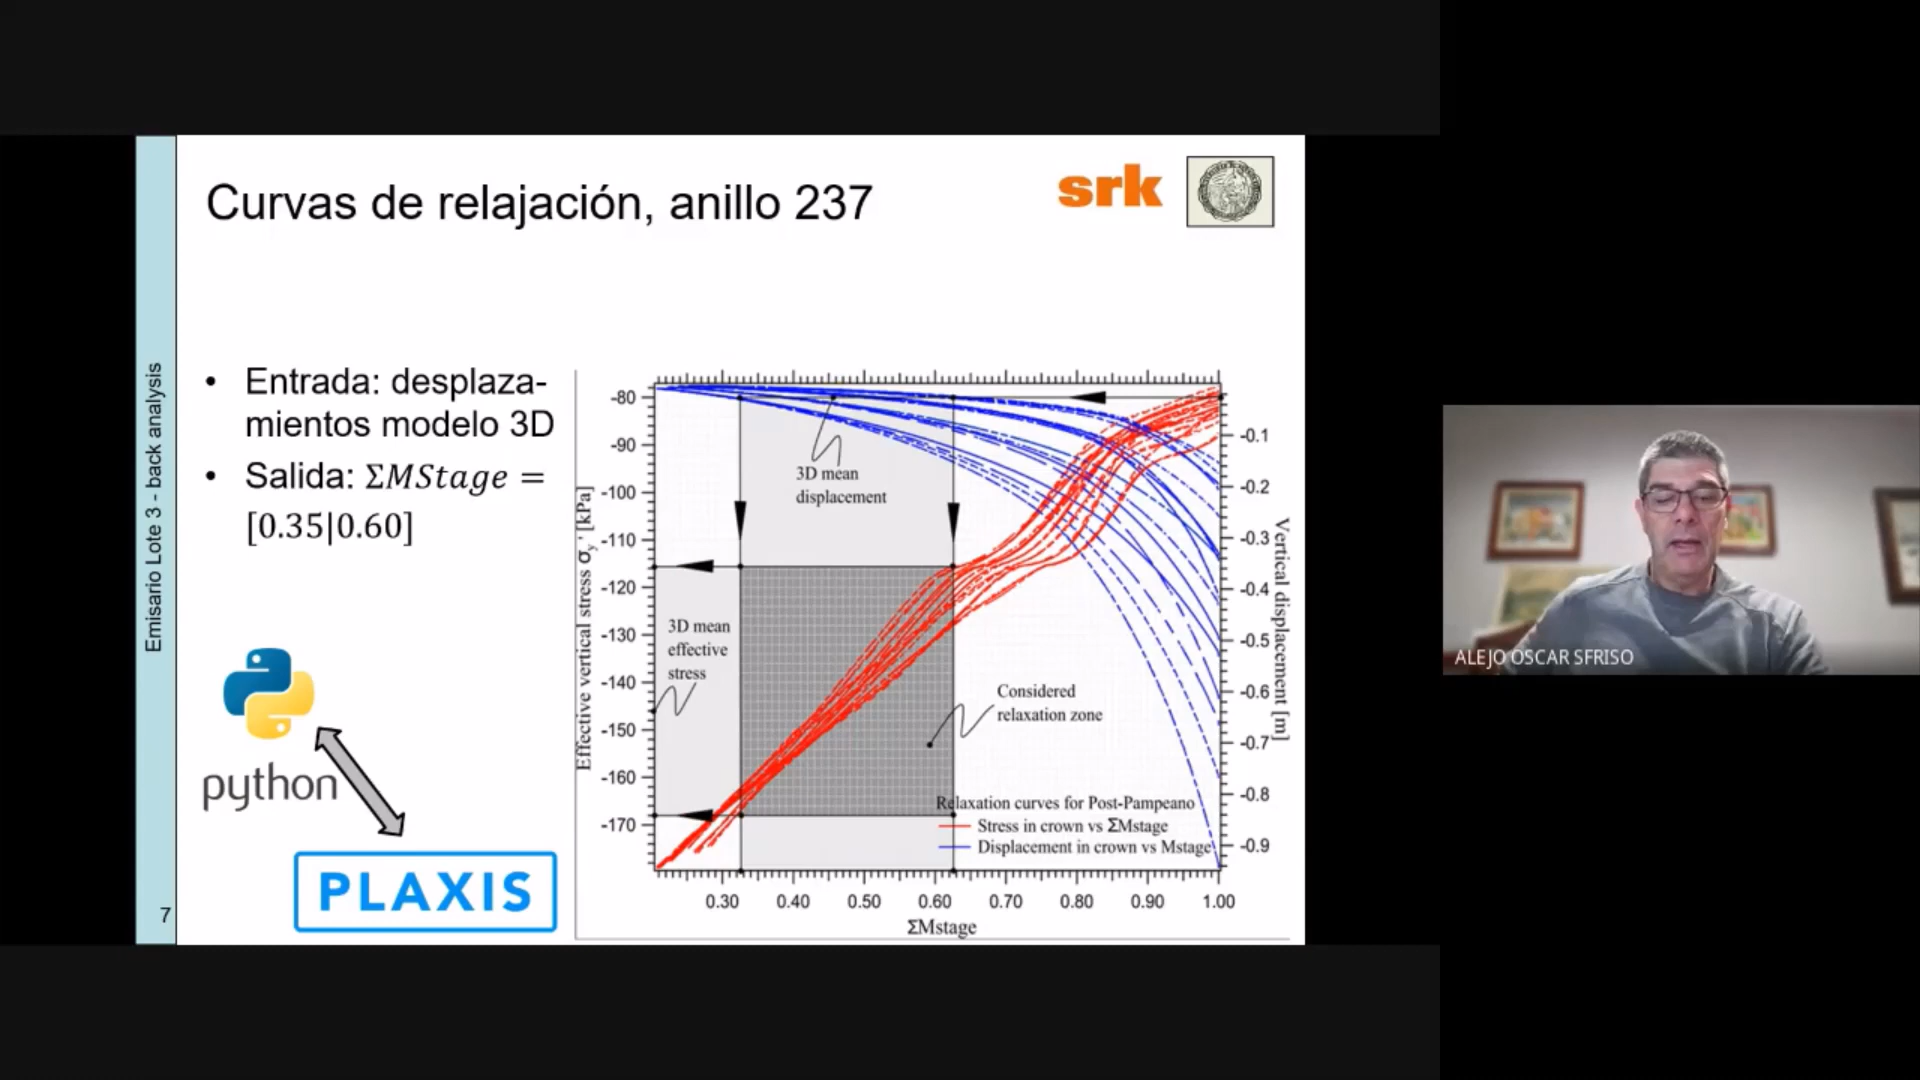 Curvas de relajación, anillo 237
srk
Emisario Lote 3 - back analysis
7
• Entrada: desplaza-
mientos modelo 3D
• Salida: ΣMStage =
[0.35|0.60]
python
PLAXIS
Effective vertical stress σy' [kPa]
-80
-90
-100
-110
-120
-130
-140
-150
-160
-170
3D mean
displacement
3D mean
effective
stress
Considered
relaxation zone
Relaxation curves for Post-Pampeano
Stress in crown vs ΣMstage
Displacement in crown vs Mstage
-0.1
-0.2
-0.3
-0.4
-0.5
-0.6
-0.7
-0.8
-0.9
Vertical displacement [m]
0.30 0.40 0.50 0.60 0.70 0.80 0.90 1.00
ΣMstage
ALEJO OSCAR SFRISO